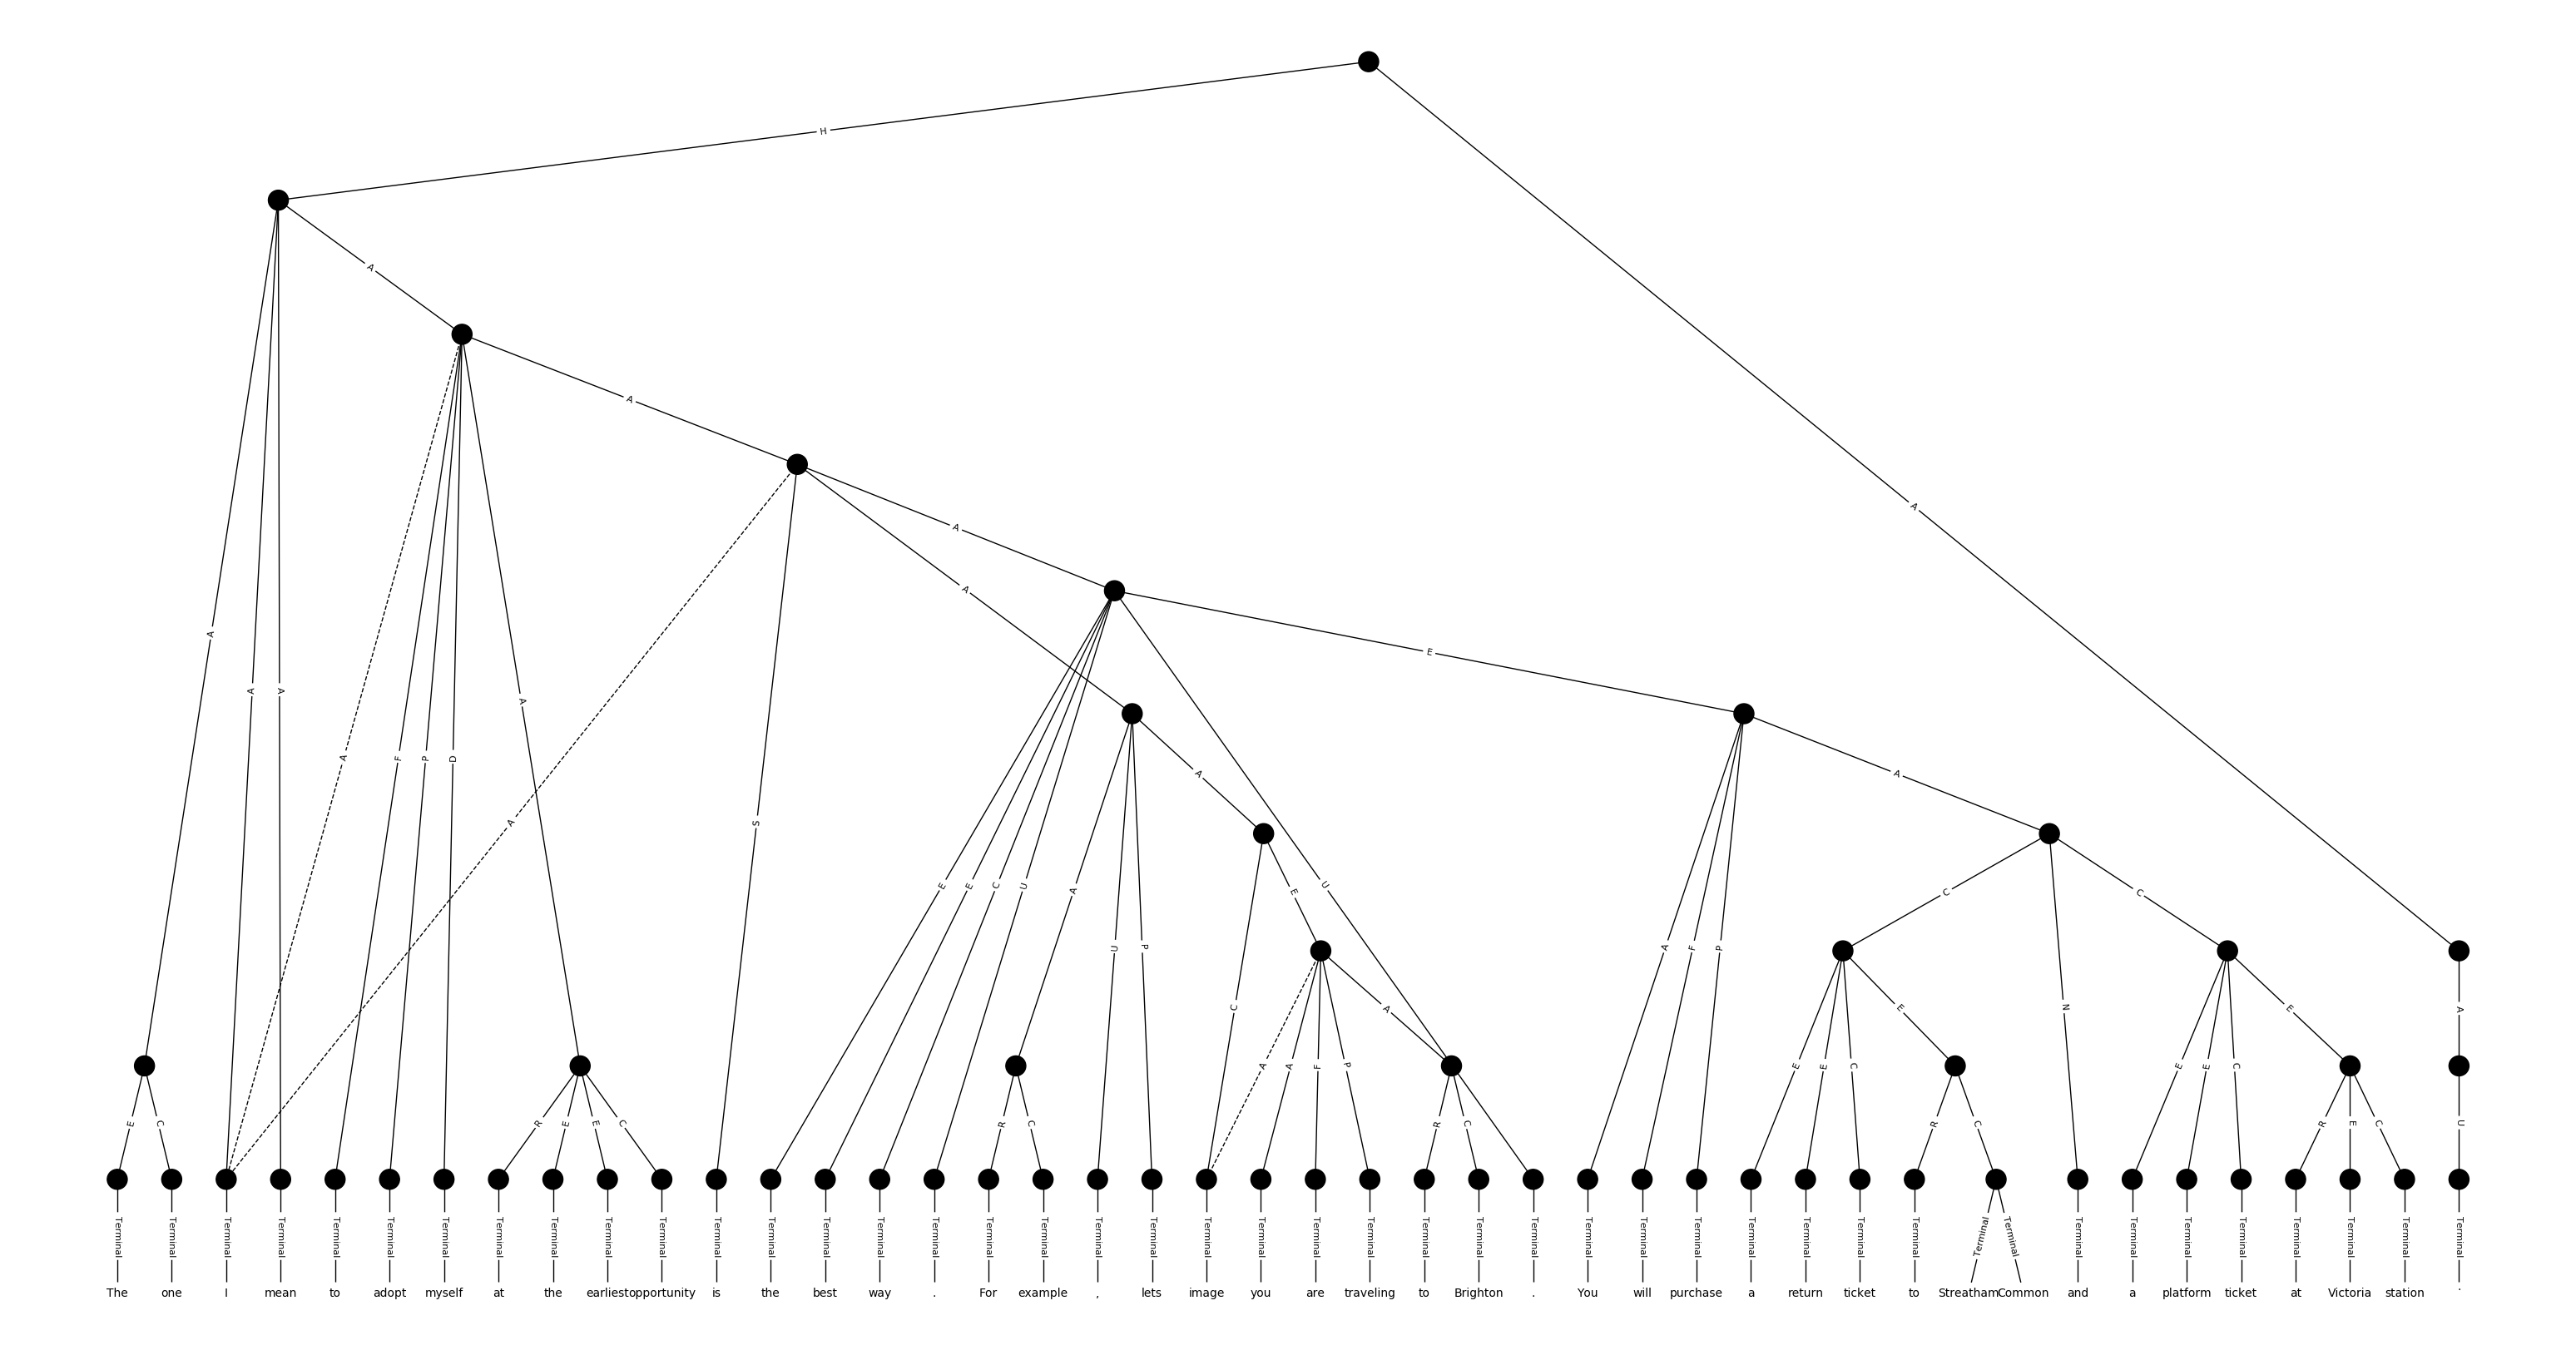 H
A
A
A
A
A
E
A
A
A
A
A
F
P
D
A
A
S
E
E
C
U
A
U
P
A
U
C
E
A
A
F
P
A
A
F
P
A
C
N
C
E
E
C
E
E
E
C
E
A
E
C
R
E
E
C
R
C
R
C
R
C
R
E
C
U
Terminal Terminal Terminal Terminal Terminal Terminal Terminal Terminal Terminal Terminal Terminal Terminal Terminal Terminal Terminal Terminal Terminal Terminal Terminal Terminal Terminal Terminal Terminal Terminal Terminal Terminal Terminal Terminal Terminal Terminal Terminal Terminal Terminal Terminal Terminal Terminal Terminal Terminal Terminal Terminal Terminal Terminal Terminal Terminal
The one I mean to adopt myself at the earliest opportunity is the best way . For example , lets image you are traveling to Brighton . You will purchase a return ticket to Streatham Common and a platform ticket at Victoria station .